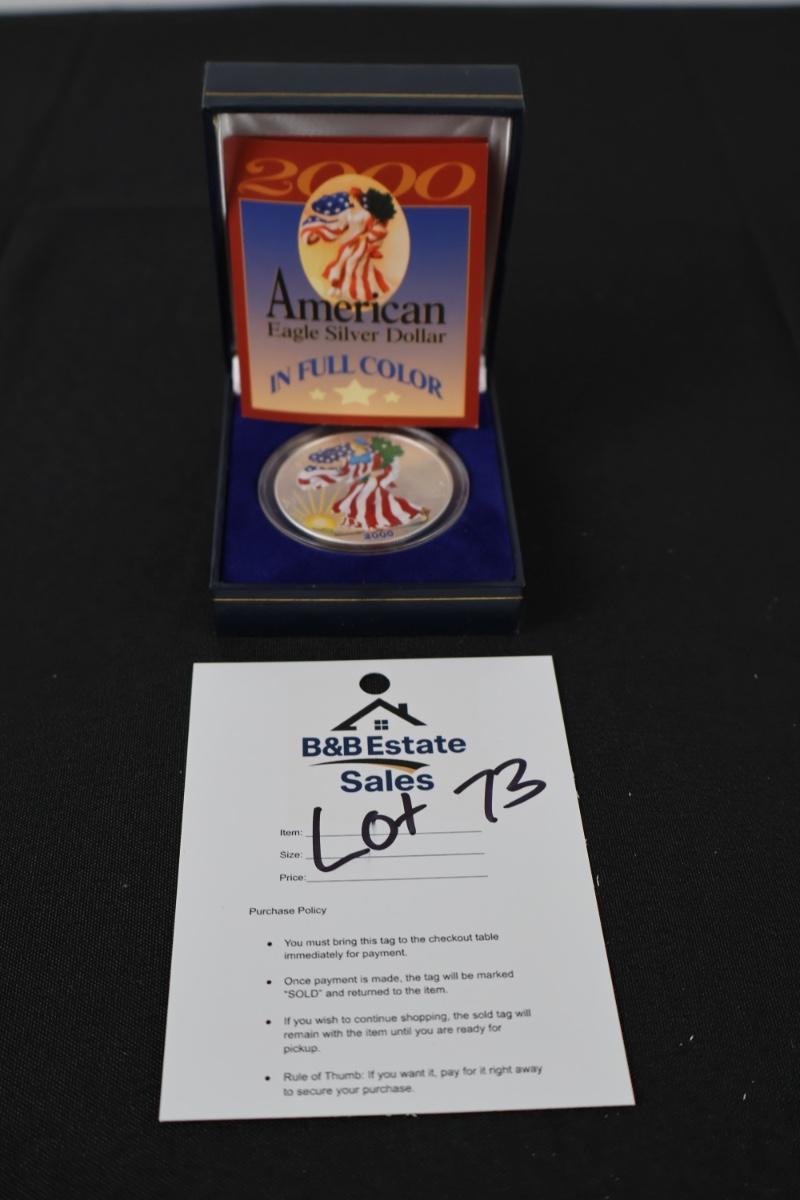 2000
American
Eagle Silver Dollar
IN FULL COLOR
2000
B&B Estate
Sales
Lot 73
Item:
Size:
Price:
Purchase Policy
• You must bring this tag to the checkout table
immediately for payment.
• Once payment is made, the tag will be marked
"SOLD" and returned to the item.
• If you wish to continue shopping, the sold tag will
remain with the item until you are ready for
pickup.
• Rule of Thumb: If you want it, pay for it right away
to secure your purchase.